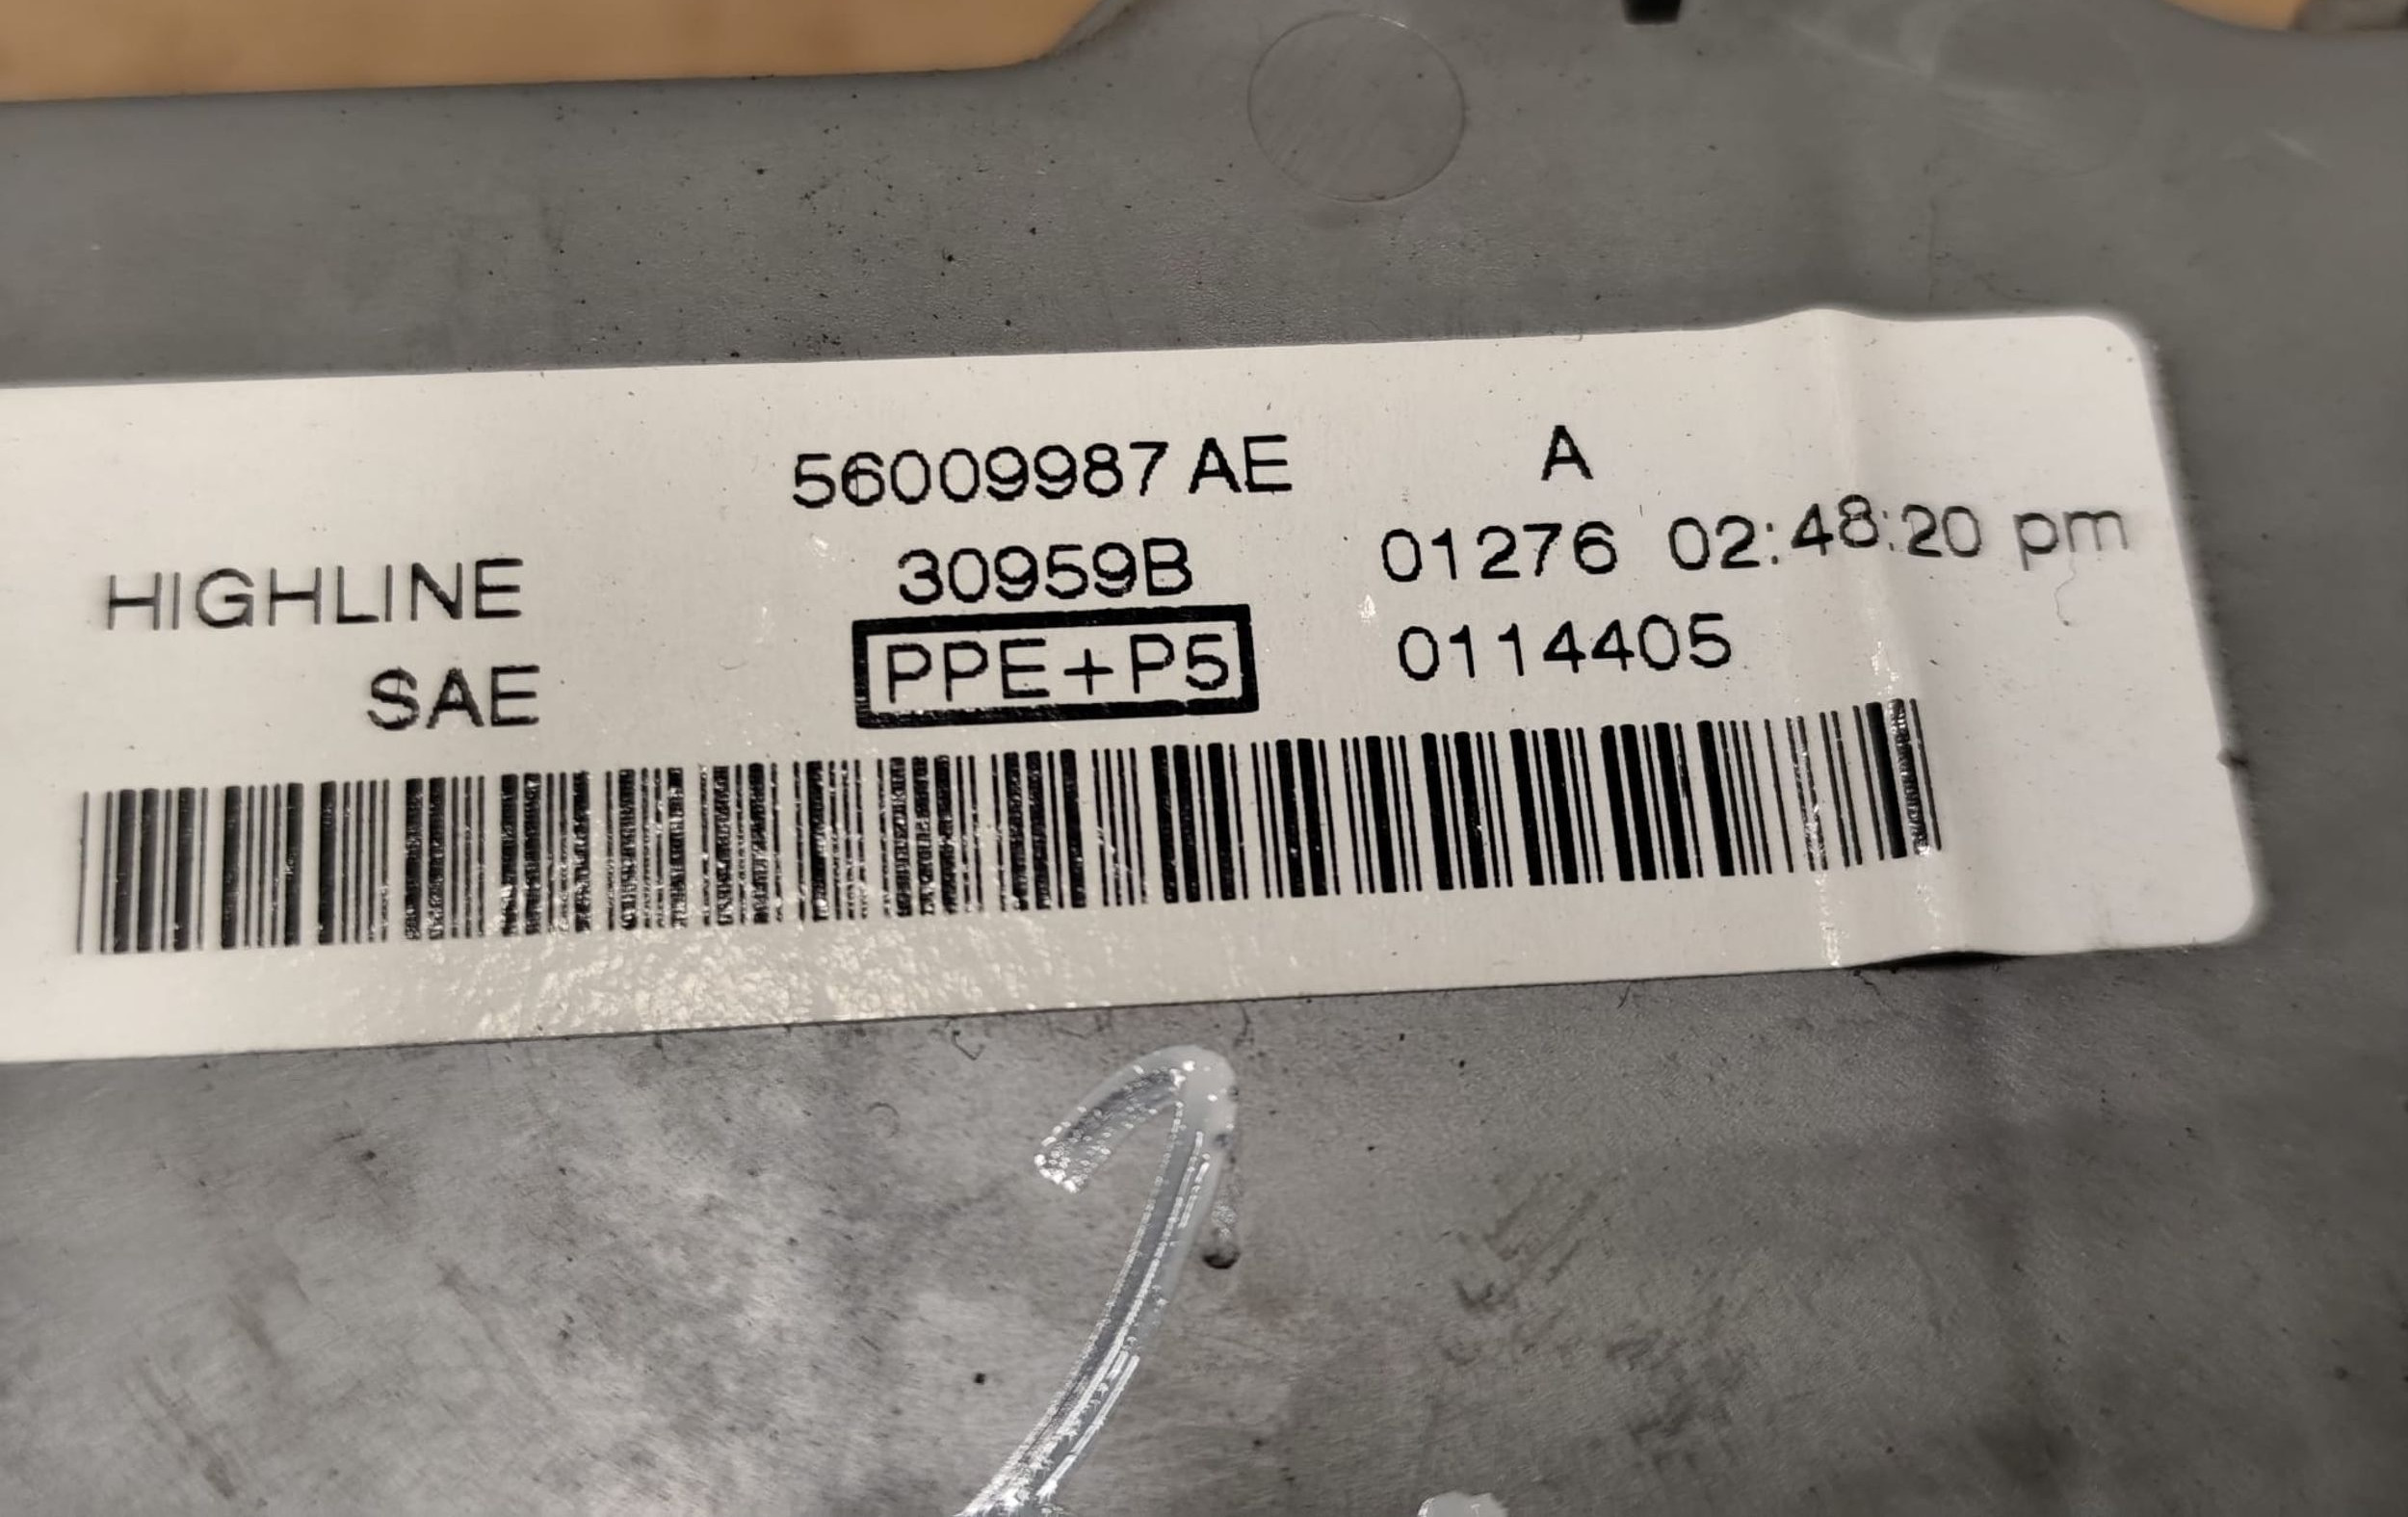 56009987 AE A
HIGHLINE 30959B 01276 02:48:20 pm
SAE PPE+P5 0114405